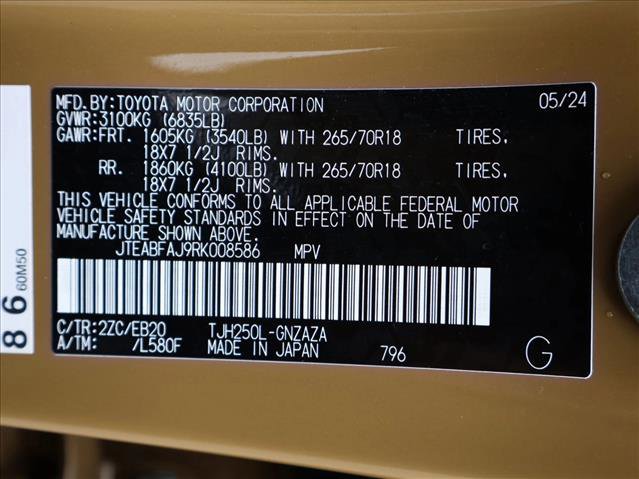 MFD.BY:TOYOTA MOTOR CORPORATION 05/24
GVWR:3100KG (6835LB)
GAWR:FRT. 1605KG (3540LB) WITH 265/70R18 TIRES,
18X7 1/2J RIMS.
RR. 1860KG (4100LB) WITH 265/70R18 TIRES,
18X7 1/2J RIMS.
THIS VEHICLE CONFORMS TO ALL APPLICABLE FEDERAL MOTOR
VEHICLE SAFETY STANDARDS IN EFFECT ON THE DATE OF
MANUFACTURE SHOWN ABOVE.
JTEABFAJ9RK008586 MPV
C/TR:2ZC/EB20 TJH250L-GNZAZA
A/TM: /L580F MADE IN JAPAN 796 G
86
60M50